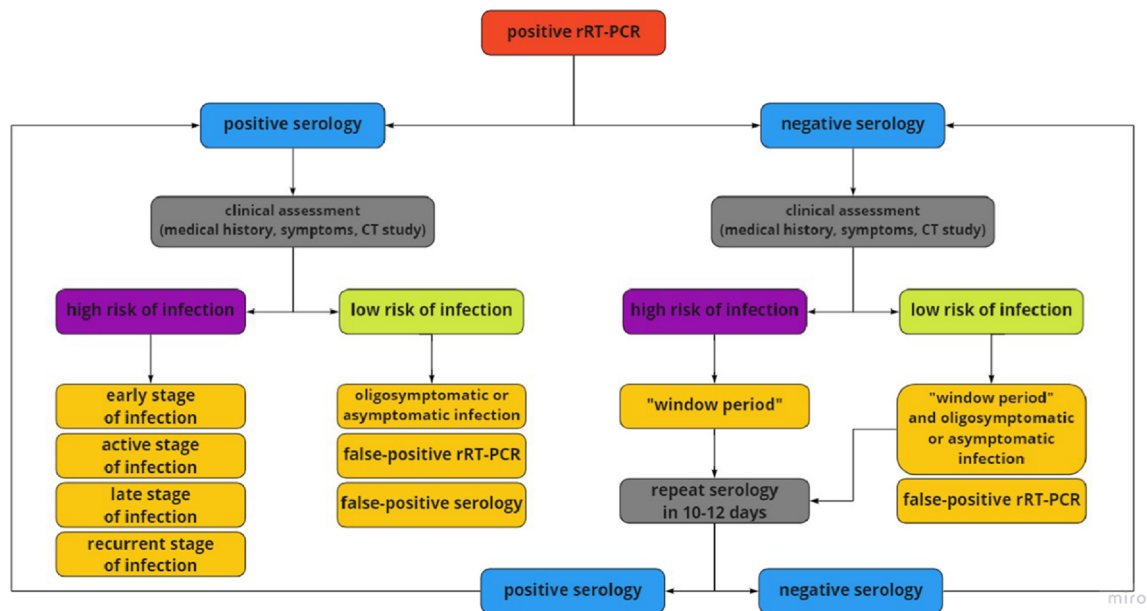 positive rRT-PCR
positive serology
negative serology
clinical assessment
(medical history, symptoms, CT study)
clinical assessment
(medical history, symptoms, CT study)
high risk of infection
low risk of infection
high risk of infection
low risk of infection
early stage
of infection
active stage
of infection
late stage
of infection
recurrent stage
of infection
oligosymptomatic or
asymptomatic infection
false-positive rRT-PCR
false-positive serology
"window period"
repeat serology
in 10-12 days
"window period"
and oligosymptomatic
or asymptomatic
infection
false-positive rRT-PCR
positive serology
negative serology
miro